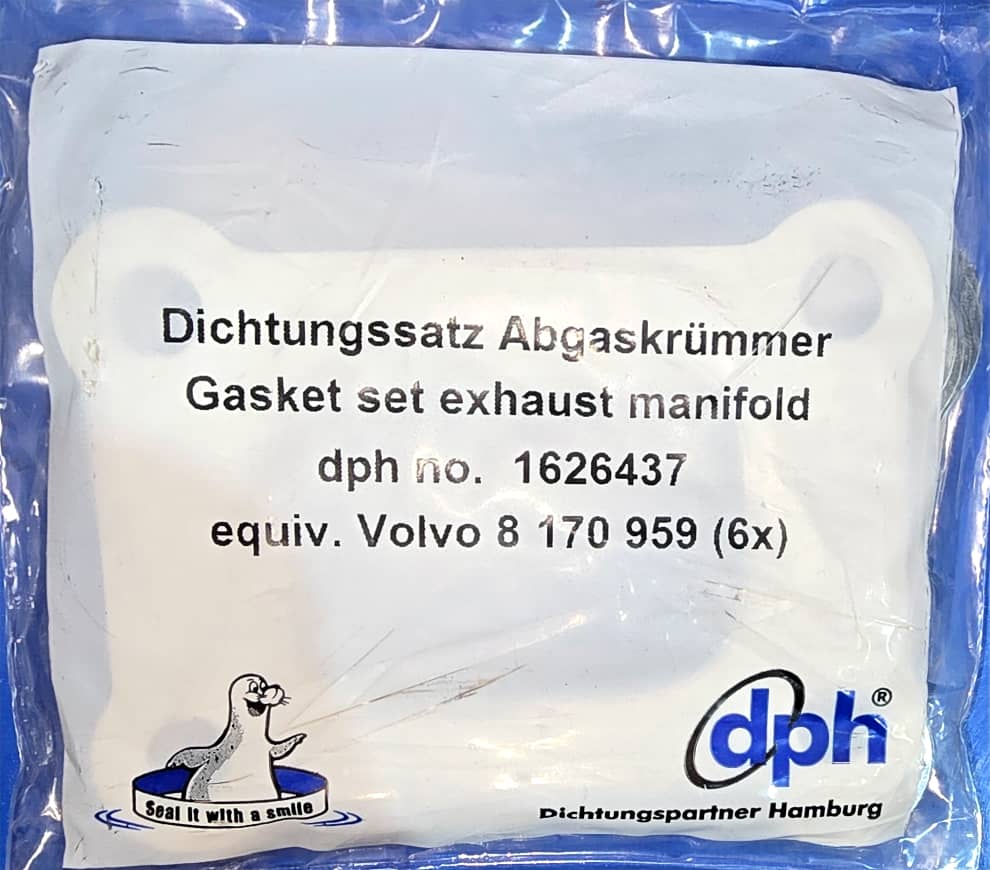 Dichtungssatz Abgaskrümmer
Gasket set exhaust manifold
dph no. 1626437
equiv. Volvo 8 170 959 (6x)
Seal it with a smile
dph®
Dichtungspartner Hamburg